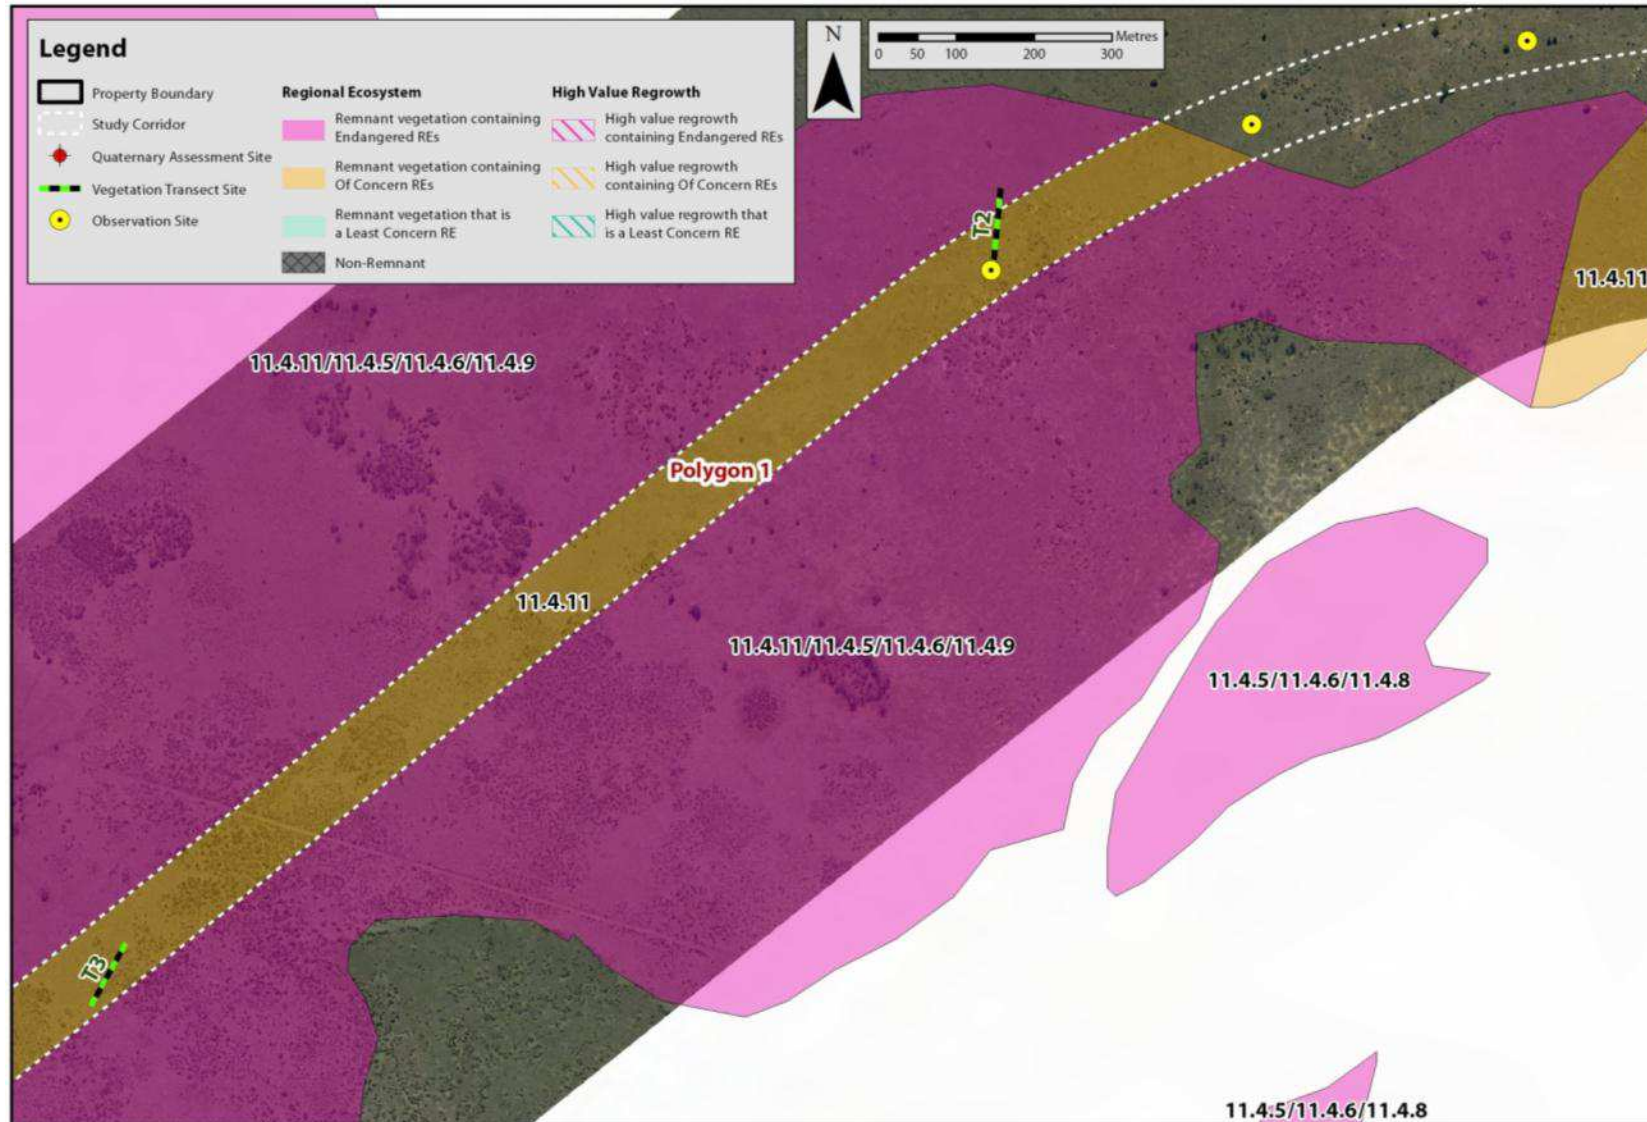 Legend
Property Boundary
Study Corridor
Quaternary Assessment Site
Vegetation Transect Site
Observation Site
Regional Ecosystem
Remnant vegetation containing
Endangered REs
Remnant vegetation containing
Of Concern REs
Remnant vegetation that is
a Least Concern RE
Non-Remnant
High Value Regrowth
High value regrowth
containing Endangered REs
High value regrowth
containing Of Concern REs
High value regrowth that
is a Least Concern RE
N
Metres
0 50 100 200 300
T2
11.4.11
11.4.11/11.4.5/11.4.6/11.4.9
Polygon 1
11.4.11
11.4.11/11.4.5/11.4.6/11.4.9
11.4.5/11.4.6/11.4.8
T3
11.4.5/11.4.6/11.4.8